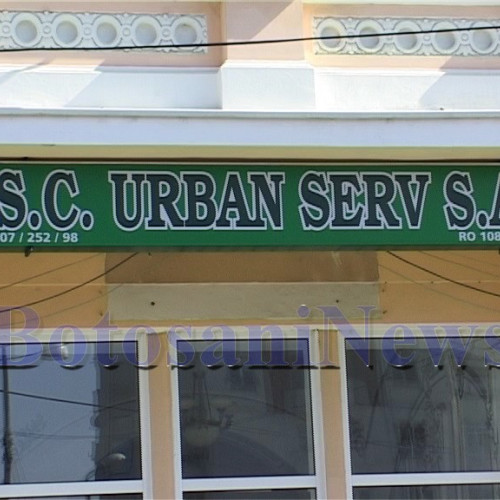 S.C. URBAN SERV S.A
07 / 252 / 98 RO 108
BotosaniNews